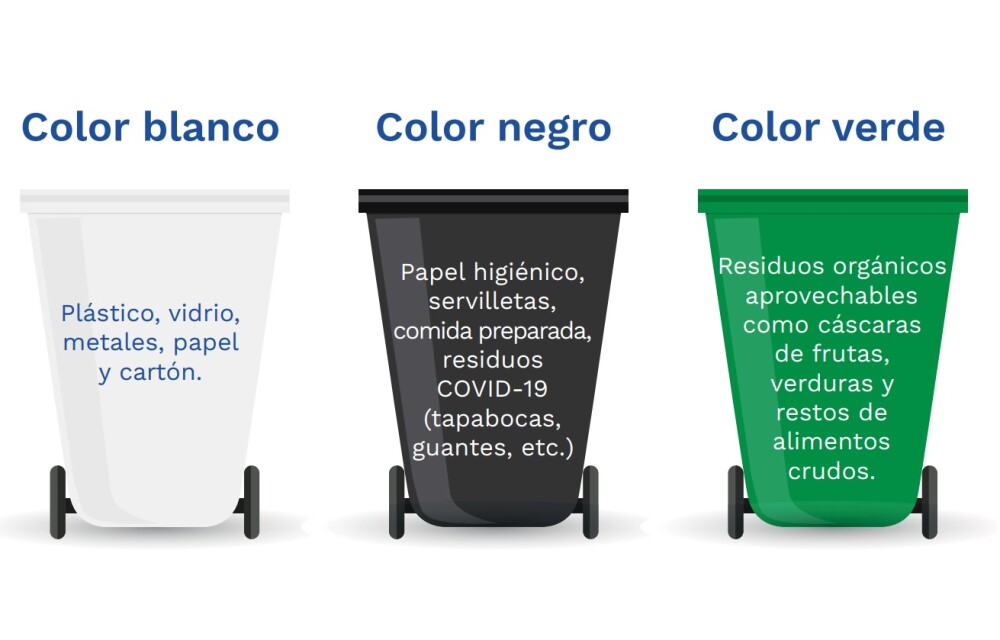 Color blanco
Plástico, vidrio,
metales, papel
y cartón.
Color negro
Papel higiénico,
servilletas,
comida preparada,
residuos
COVID-19
(tapabocas,
guantes, etc.)
Color verde
Residuos orgánicos
aprovechables
como cáscaras
de frutas,
verduras y
restos de
alimentos
crudos.